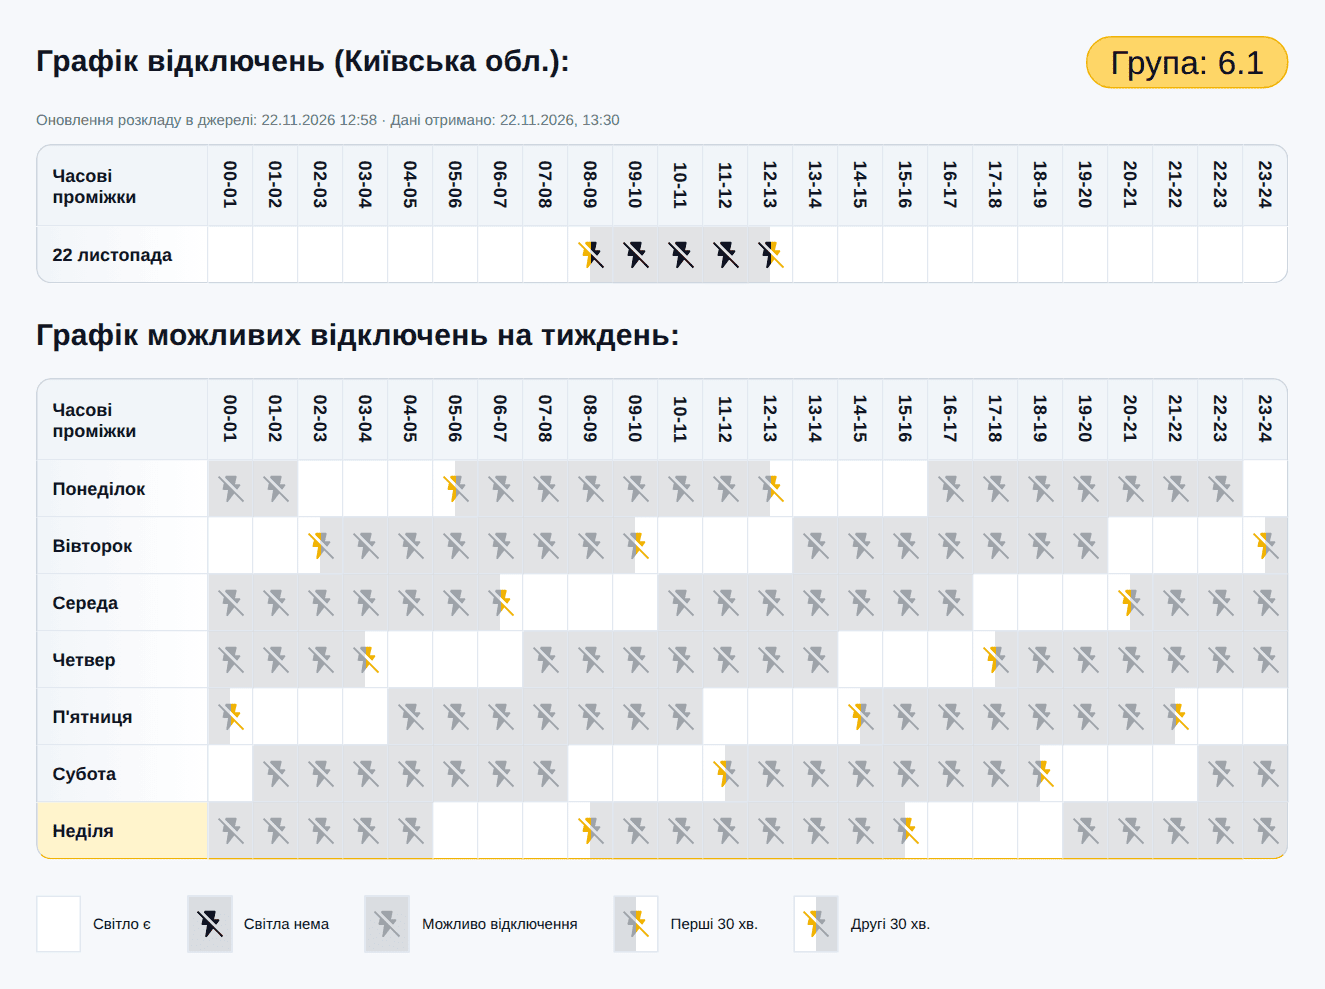 Графік відключень (Київська обл.):
Група: 6.1
Оновлення розкладу в джерелі: 22.11.2026 12:58 · Дані отримано: 22.11.2026, 13:30
Часові проміжки 00-01 01-02 02-03 03-04 04-05 05-06 06-07 07-08 08-09 09-10 10-11 11-12 12-13 13-14 14-15 15-16 16-17 17-18 18-19 19-20 20-21 21-22 22-23 23-24
22 листопада
Графік можливих відключень на тиждень:
Часові проміжки 00-01 01-02 02-03 03-04 04-05 05-06 06-07 07-08 08-09 09-10 10-11 11-12 12-13 13-14 14-15 15-16 16-17 17-18 18-19 19-20 20-21 21-22 22-23 23-24
Понеділок
Вівторок
Середа
Четвер
П'ятниця
Субота
Неділя
Світло є Світла нема Можливо відключення Перші 30 хв. Другі 30 хв.